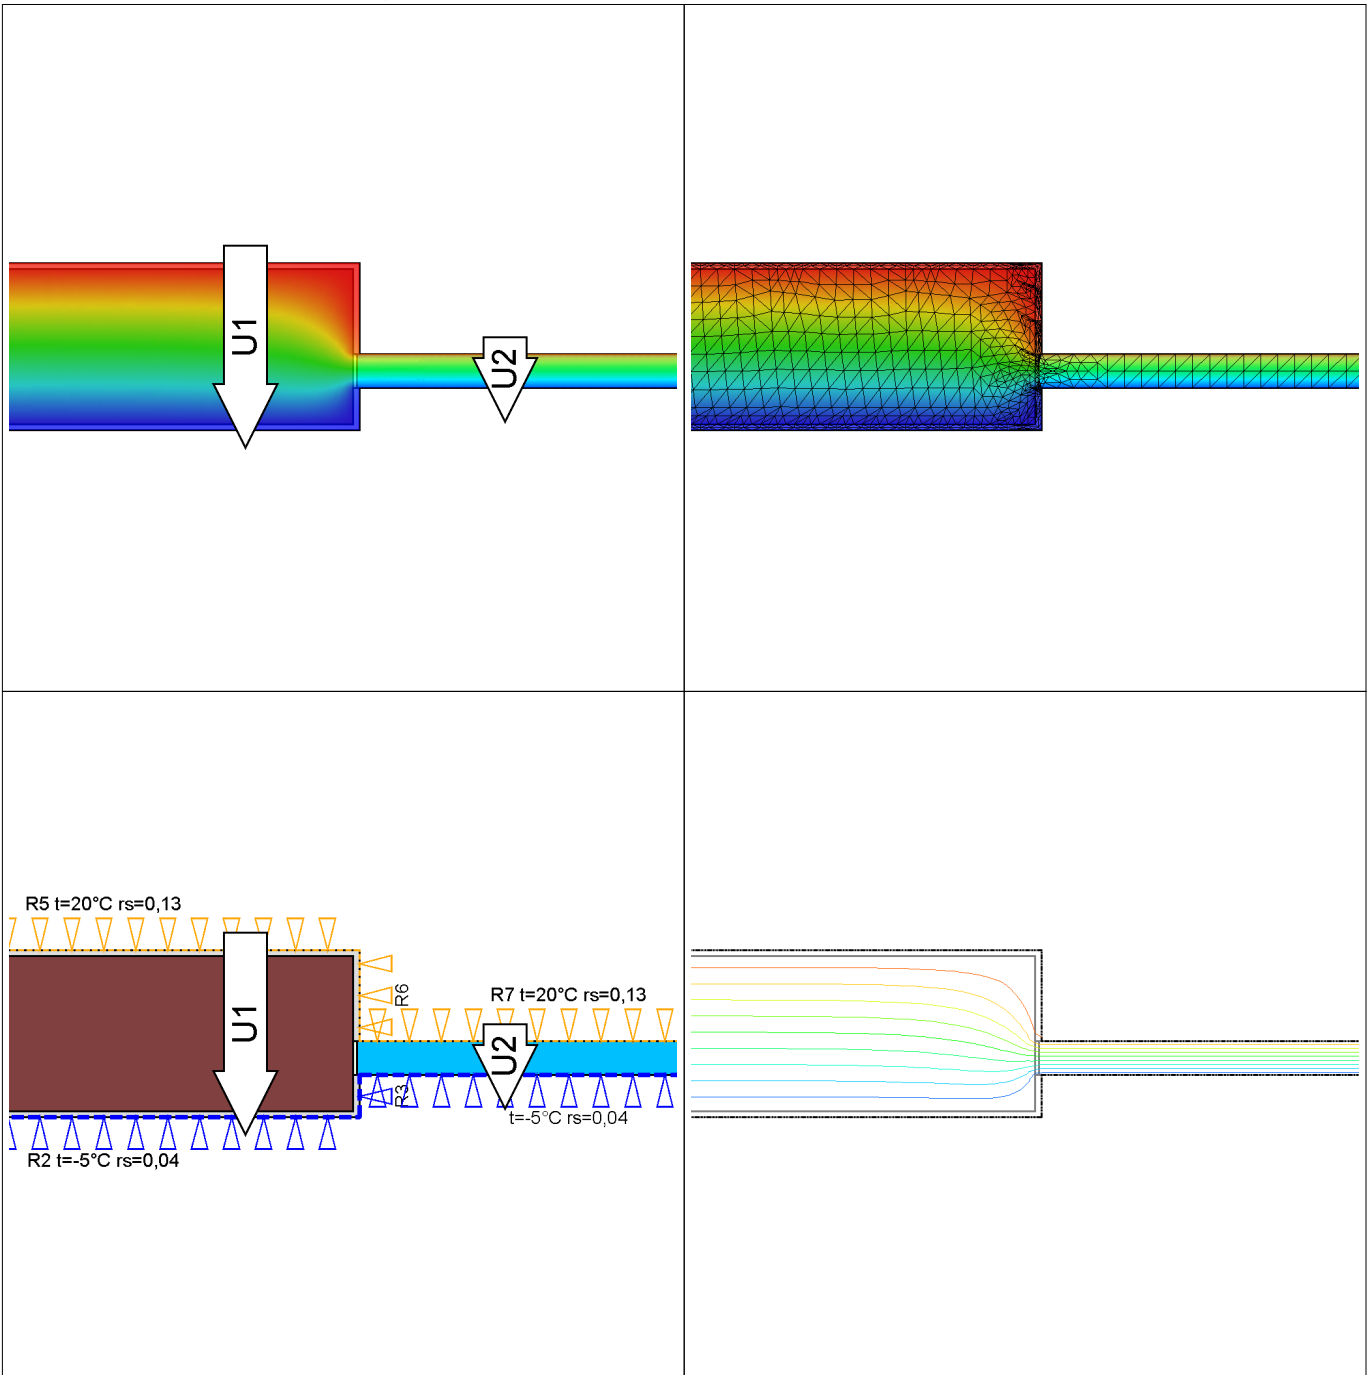 U1
U2
R5 t=20°C rs=0,13
R6
R7 t=20°C rs=0,13
U1
U2
R3
t=-5°C rs=0,04
R2 t=-5°C rs=0,04